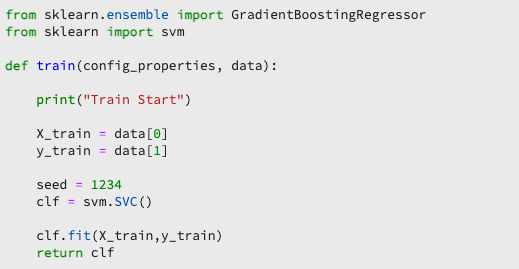 from sklearn.ensemble import GradientBoostingRegressor
from sklearn import svm
def train(config_properties, data):
    print("Train Start")
    X_train = data[0]
    y_train = data[1]
    seed = 1234
    clf = svm.SVC()
    clf.fit(X_train,y_train)
    return clf